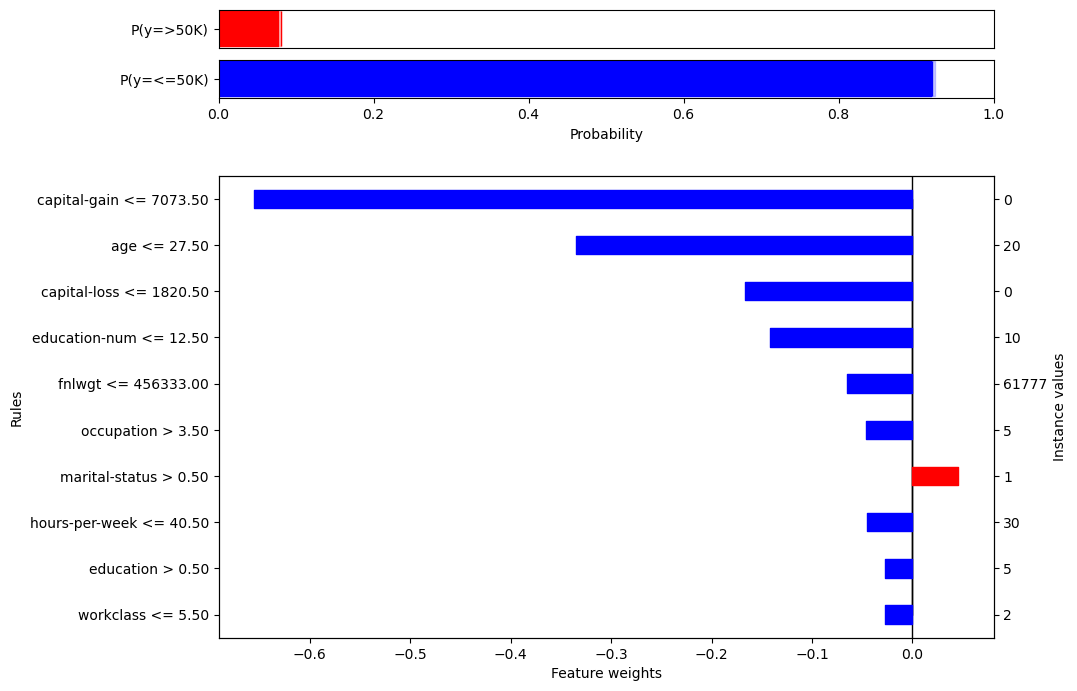 P(y=>50K)
P(y=<=50K)
0.0 0.2 0.4 0.6 0.8 1.0
Probability
capital-gain <= 7073.50 0
age <= 27.50 20
capital-loss <= 1820.50 0
education-num <= 12.50 10
fnlwgt <= 456333.00 61777
occupation > 3.50 5
marital-status > 0.50 1
hours-per-week <= 40.50 30
education > 0.50 5
workclass <= 5.50 2
Rules
Instance values
−0.6 −0.5 −0.4 −0.3 −0.2 −0.1 0.0
Feature weights